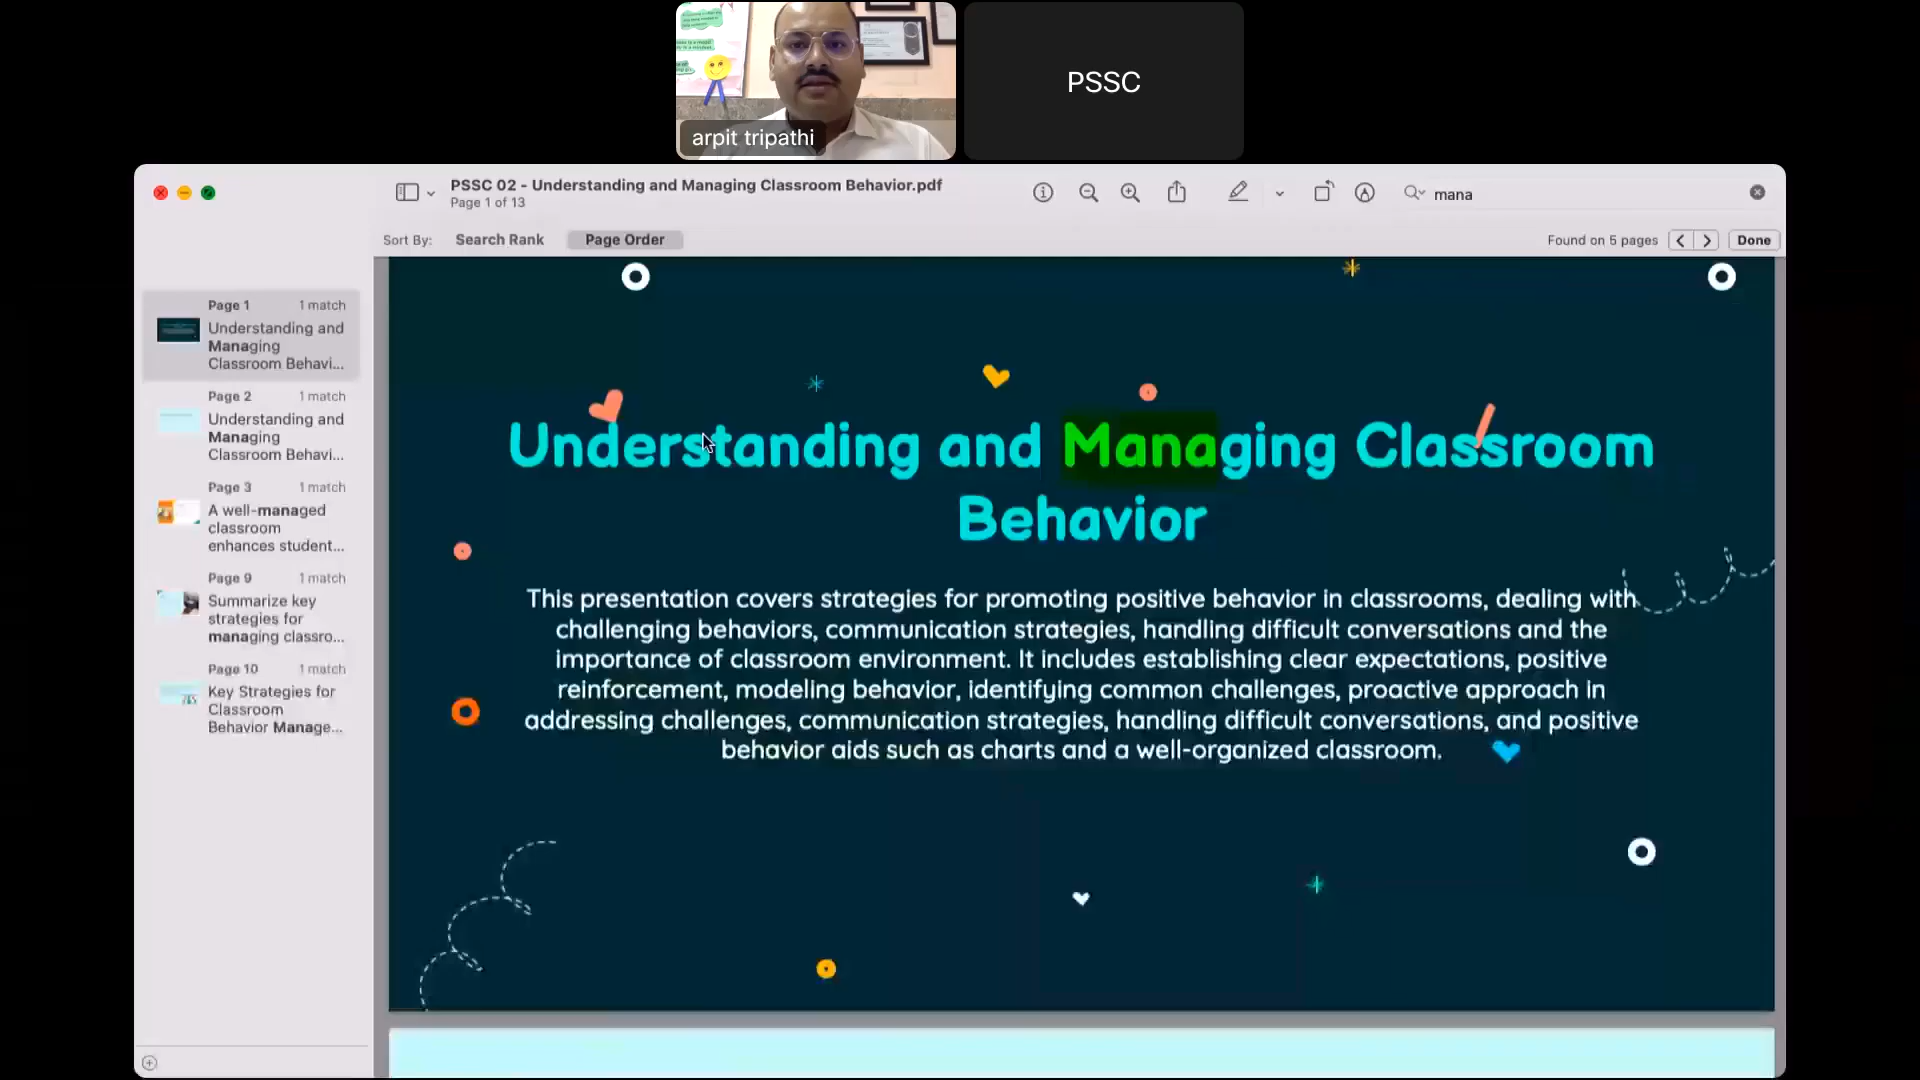 arpit tripathi
PSSC
PSSC 02 - Understanding and Managing Classroom Behavior.pdf
Page 1 of 13
mana
Sort By: Search Rank Page Order
Found on 5 pages
Done
Page 1 1 match
Understanding and
Managing
Classroom Behavi...
Page 2 1 match
Understanding and
Managing
Classroom Behavi...
Page 3 1 match
A well-managed
classroom
enhances student...
Page 9 1 match
Summarize key
strategies for
managing classro...
Page 10 1 match
Key Strategies for
Classroom
Behavior Manage...
Understanding and Managing Classroom
Behavior
This presentation covers strategies for promoting positive behavior in classrooms, dealing with
challenging behaviors, communication strategies, handling difficult conversations and the
importance of classroom environment. It includes establishing clear expectations, positive
reinforcement, modeling behavior, identifying common challenges, proactive approach in
addressing challenges, communication strategies, handling difficult conversations, and positive
behavior aids such as charts and a well-organized classroom.